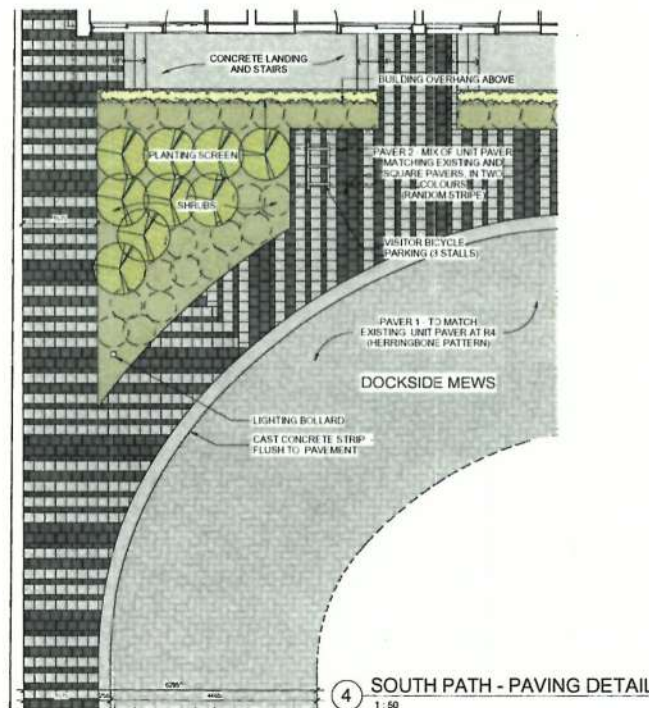 CONCRETE LANDING
AND STAIRS
BUILDING OVERHANG ABOVE
PLANTING SCREEN
PAVER 2 - MIX OF UNIT PAVER
MATCHING EXISTING AND
SQUARE PAVERS, IN TWO
COLOURS
(RANDOM STRIPE)
SHRUBS
VISITOR BICYCLE
PARKING (3 STALLS)
PAVER 1 - TO MATCH
EXISTING UNIT PAVER AT R4
(HERRINGBONE PATTERN)
DOCKSIDE MEWS
LIGHTING BOLLARD
CAST CONCRETE STRIP -
FLUSH TO PAVEMENT
4
SOUTH PATH - PAVING DETAIL
1 : 50